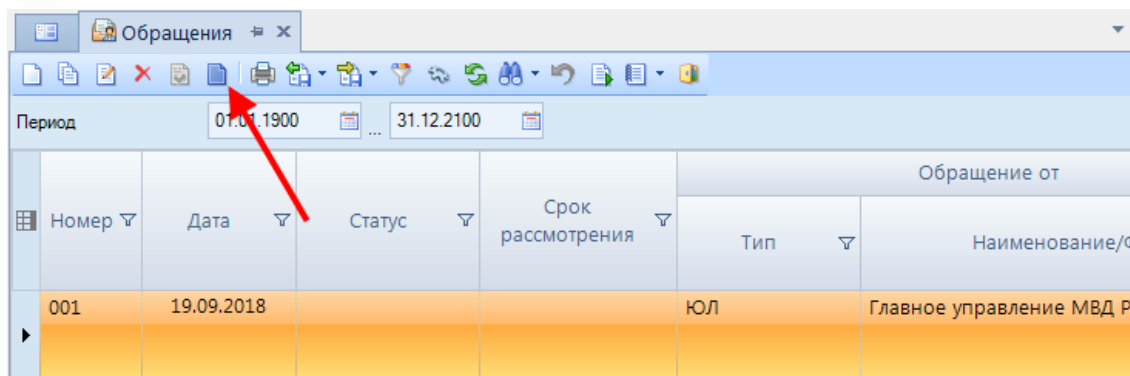 Обращения
Период 01.01.1900 ... 31.12.2100
Обращение от
Номер Дата Статус Срок рассмотрения Тип Наименование/
001 19.09.2018 ЮЛ Главное управление МВД Р